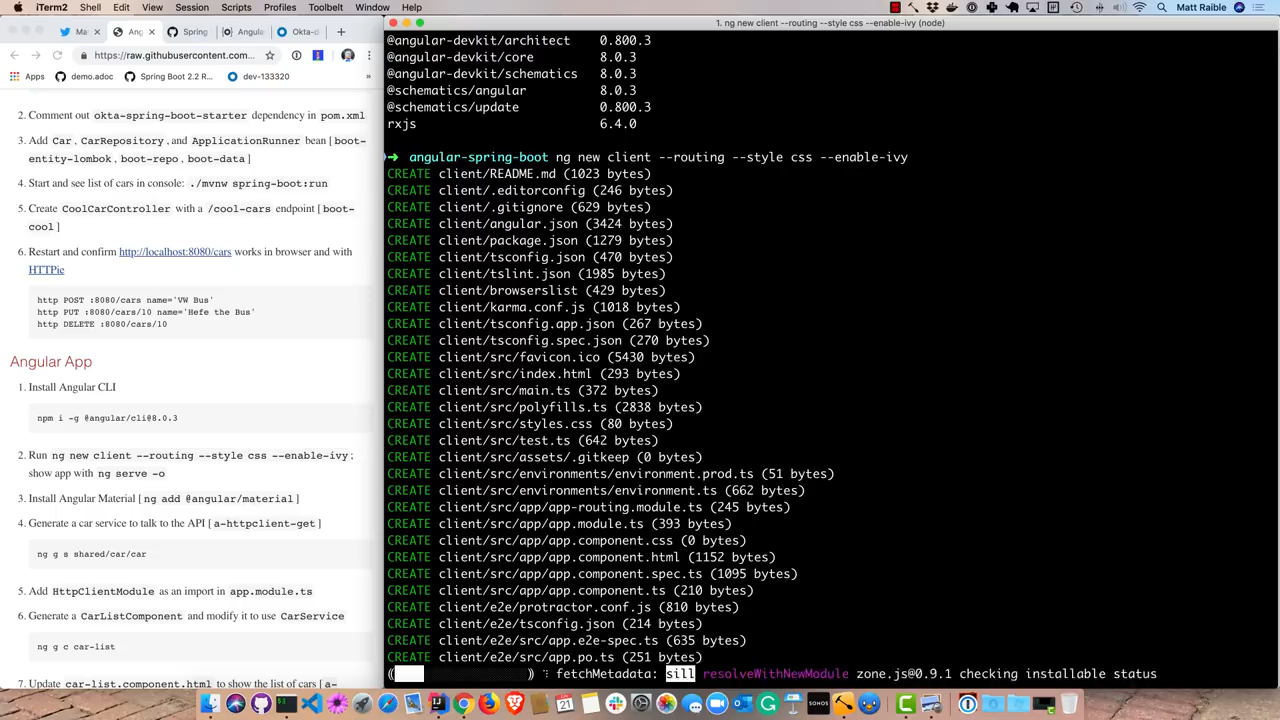 iTerm2 Shell Edit View Session Scripts Profiles Toolbelt Window Help Matt Raible
Ma
Ang
Spring
Angula
Okta-d
1. ng new client --routing --style css --enable-ivy (node)
https://raw.githubusercontent.com...
Apps demo.adoc Spring Boot 2.2 R... dev-133320 »
2. Comment out okta-spring-boot-starter dependency in pom.xml
3. Add Car, CarRepository, and ApplicationRunner bean [boot-
entity-lombok, boot-repo, boot-data]
4. Start and see list of cars in console: ./mvnw spring-boot:run
5. Create CoolCarController with a /cool-cars endpoint [boot-
cool]
6. Restart and confirm http://localhost:8080/cars works in browser and with
HTTPie
http POST :8080/cars name='VW Bus'
http PUT :8080/cars/10 name='Hefe the Bus'
http DELETE :8080/cars/10
Angular App
1. Install Angular CLI
npm i -g @angular/cli@8.0.3
2. Run ng new client --routing --style css --enable-ivy;
show app with ng serve -o
3. Install Angular Material [ng add @angular/material]
4. Generate a car service to talk to the API [a-httpclient-get]
ng g s shared/car/car
5. Add HttpClientModule as an import in app.module.ts
6. Generate a CarListComponent and modify it to use CarService
ng g c car-list
7. Update car-list.component.html to show the list of cars [a-
@angular-devkit/architect 0.800.3
@angular-devkit/core 8.0.3
@angular-devkit/schematics 8.0.3
@schematics/angular 8.0.3
@schematics/update 0.800.3
rxjs 6.4.0
➜ angular-spring-boot ng new client --routing --style css --enable-ivy
CREATE client/README.md (1023 bytes)
CREATE client/.editorconfig (246 bytes)
CREATE client/.gitignore (629 bytes)
CREATE client/angular.json (3424 bytes)
CREATE client/package.json (1279 bytes)
CREATE client/tsconfig.json (470 bytes)
CREATE client/tslint.json (1985 bytes)
CREATE client/browserslist (429 bytes)
CREATE client/karma.conf.js (1018 bytes)
CREATE client/tsconfig.app.json (267 bytes)
CREATE client/tsconfig.spec.json (270 bytes)
CREATE client/src/favicon.ico (5430 bytes)
CREATE client/src/index.html (293 bytes)
CREATE client/src/main.ts (372 bytes)
CREATE client/src/polyfills.ts (2838 bytes)
CREATE client/src/styles.css (80 bytes)
CREATE client/src/test.ts (642 bytes)
CREATE client/src/assets/.gitkeep (0 bytes)
CREATE client/src/environments/environment.prod.ts (51 bytes)
CREATE client/src/environments/environment.ts (662 bytes)
CREATE client/src/app/app-routing.module.ts (245 bytes)
CREATE client/src/app/app.module.ts (393 bytes)
CREATE client/src/app/app.component.css (0 bytes)
CREATE client/src/app/app.component.html (1152 bytes)
CREATE client/src/app/app.component.spec.ts (1095 bytes)
CREATE client/src/app/app.component.ts (210 bytes)
CREATE client/e2e/protractor.conf.js (810 bytes)
CREATE client/e2e/tsconfig.json (214 bytes)
CREATE client/e2e/src/app.e2e-spec.ts (635 bytes)
CREATE client/e2e/src/app.po.ts (251 bytes)
fetchMetadata: sill resolveWithNewModule zone.js@0.9.1 checking installable status
21
SONOS